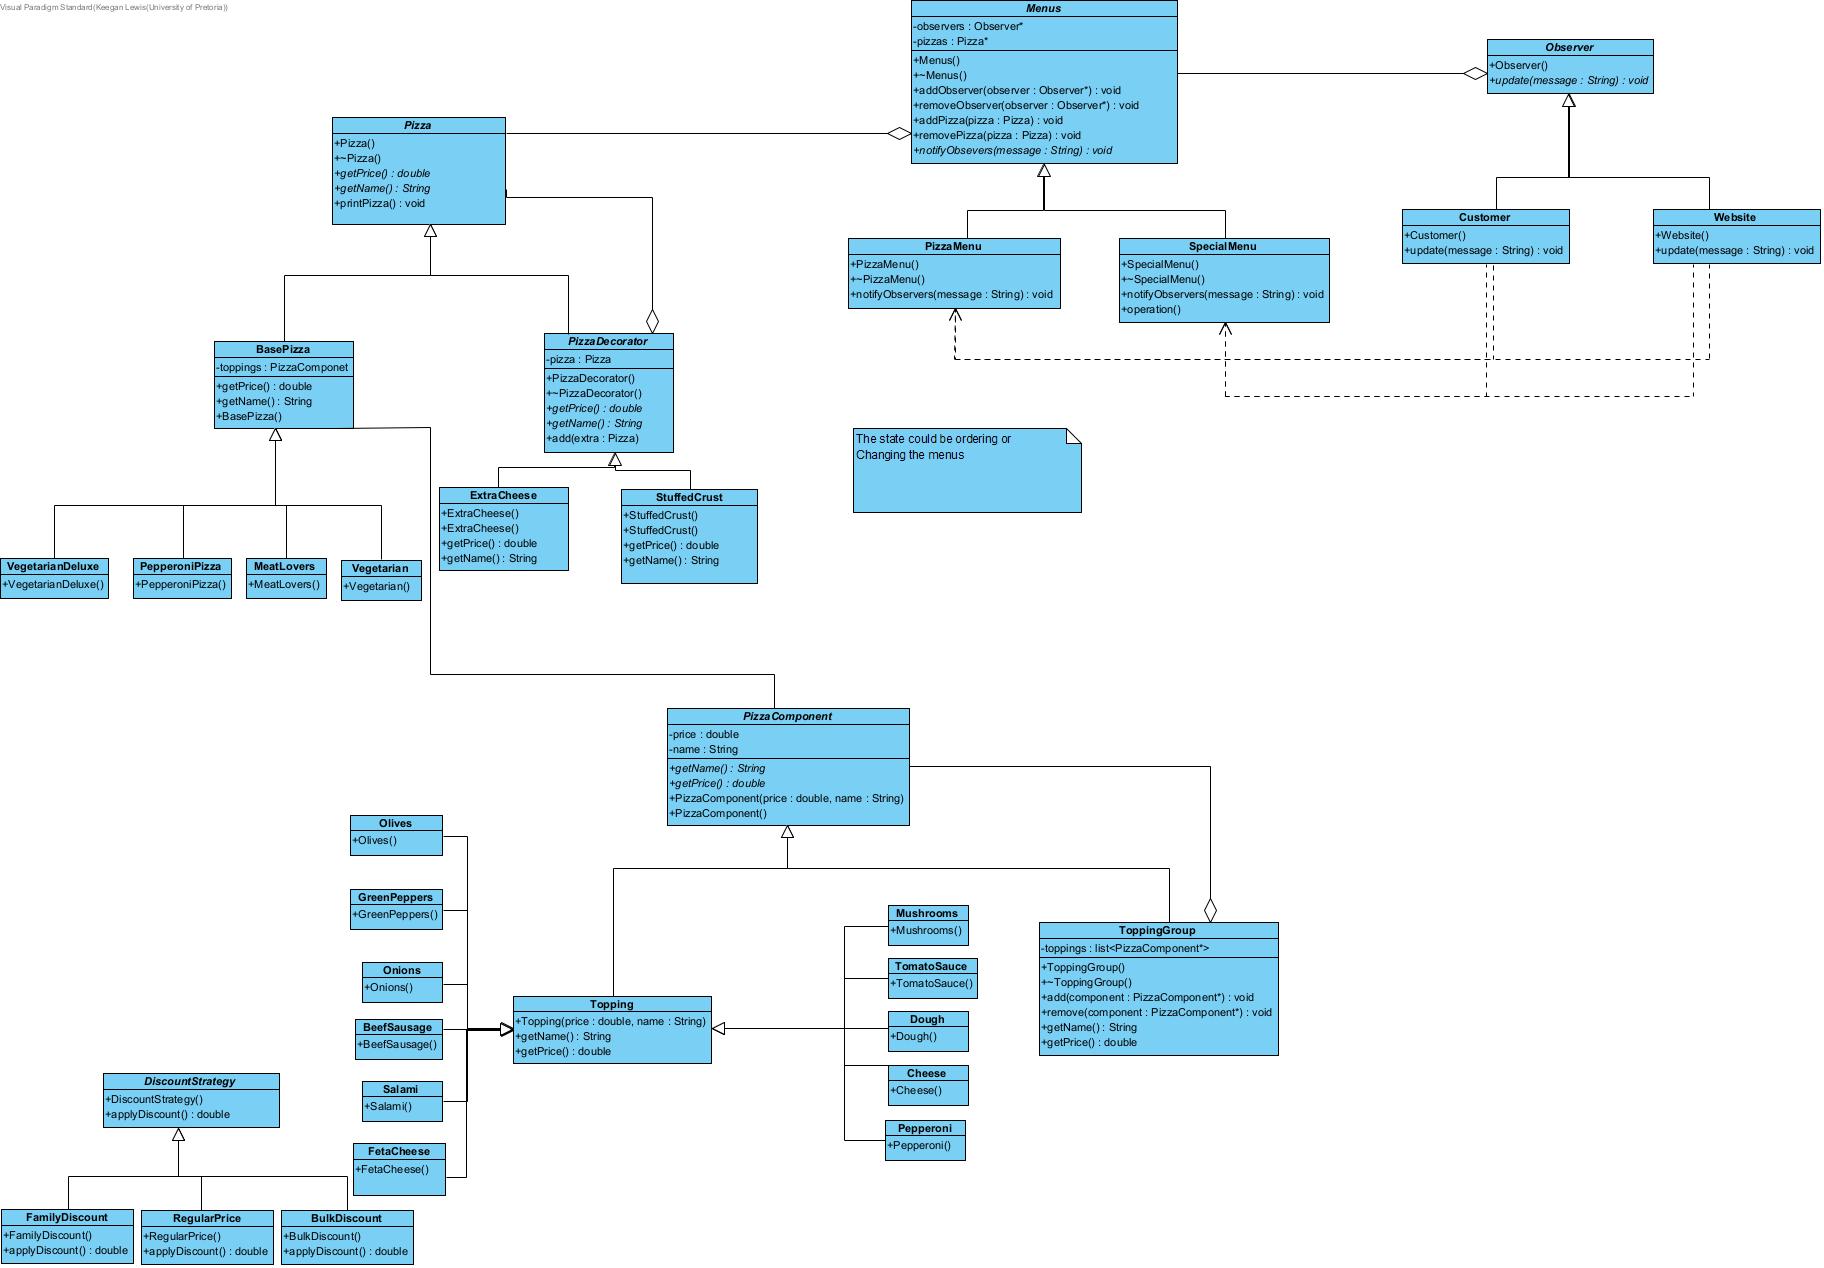 Visual Paradigm Standard(Keegan Lewis(University of Pretoria))
Menus
-observers : Observer*
-pizzas : Pizza*
+Menus()
+~Menus()
+addObserver(observer : Observer*) : void
+removeObserver(observer : Observer*) : void
+addPizza(pizza : Pizza) : void
+removePizza(pizza : Pizza) : void
+notifyObsevers(message : String) : void
Observer
+Observer()
+update(message : String) : void
Pizza
+Pizza()
+~Pizza()
+getPrice() : double
+getName() : String
+printPizza() : void
Customer
+Customer()
+update(message : String) : void
Website
+Website()
+update(message : String) : void
PizzaMenu
+PizzaMenu()
+~PizzaMenu()
+notifyObservers(message : String) : void
SpecialMenu
+SpecialMenu()
+~SpecialMenu()
+notifyObservers(message : String) : void
+operation()
BasePizza
-toppings : PizzaComponet
+getPrice() : double
+getName() : String
+BasePizza()
PizzaDecorator
-pizza : Pizza
+PizzaDecorator()
+~PizzaDecorator()
+getPrice() : double
+getName() : String
+add(extra : Pizza)
The state could be ordering or
Changing the menus
ExtraCheese
+ExtraCheese()
+ExtraCheese()
+getPrice() : double
+getName() : String
StuffedCrust
+StuffedCrust()
+StuffedCrust()
+getPrice() : double
+getName() : String
VegetarianDeluxe
+VegetarianDeluxe()
PepperoniPizza
+PepperoniPizza()
MeatLovers
+MeatLovers()
Vegetarian
+Vegetarian()
PizzaComponent
-price : double
-name : String
+getName() : String
+getPrice() : double
+PizzaComponent(price : double, name : String)
+PizzaComponent()
Olives
+Olives()
GreenPeppers
+GreenPeppers()
Onions
+Onions()
BeefSausage
+BeefSausage()
Salami
+Salami()
FetaCheese
+FetaCheese()
Topping
+Topping(price : double, name : String)
+getName() : String
+getPrice() : double
Mushrooms
+Mushrooms()
TomatoSauce
+TomatoSauce()
Dough
+Dough()
Cheese
+Cheese()
Pepperoni
+Pepperoni()
ToppingGroup
-toppings : list<PizzaComponent*>
+ToppingGroup()
+~ToppingGroup()
+add(component : PizzaComponent*) : void
+remove(component : PizzaComponent*) : void
+getName() : String
+getPrice() : double
DiscountStrategy
+DiscountStrategy()
+applyDiscount() : double
FamilyDiscount
+FamilyDiscount()
+applyDiscount() : double
RegularPrice
+RegularPrice()
+applyDiscount() : double
BulkDiscount
+BulkDiscount()
+applyDiscount() : double